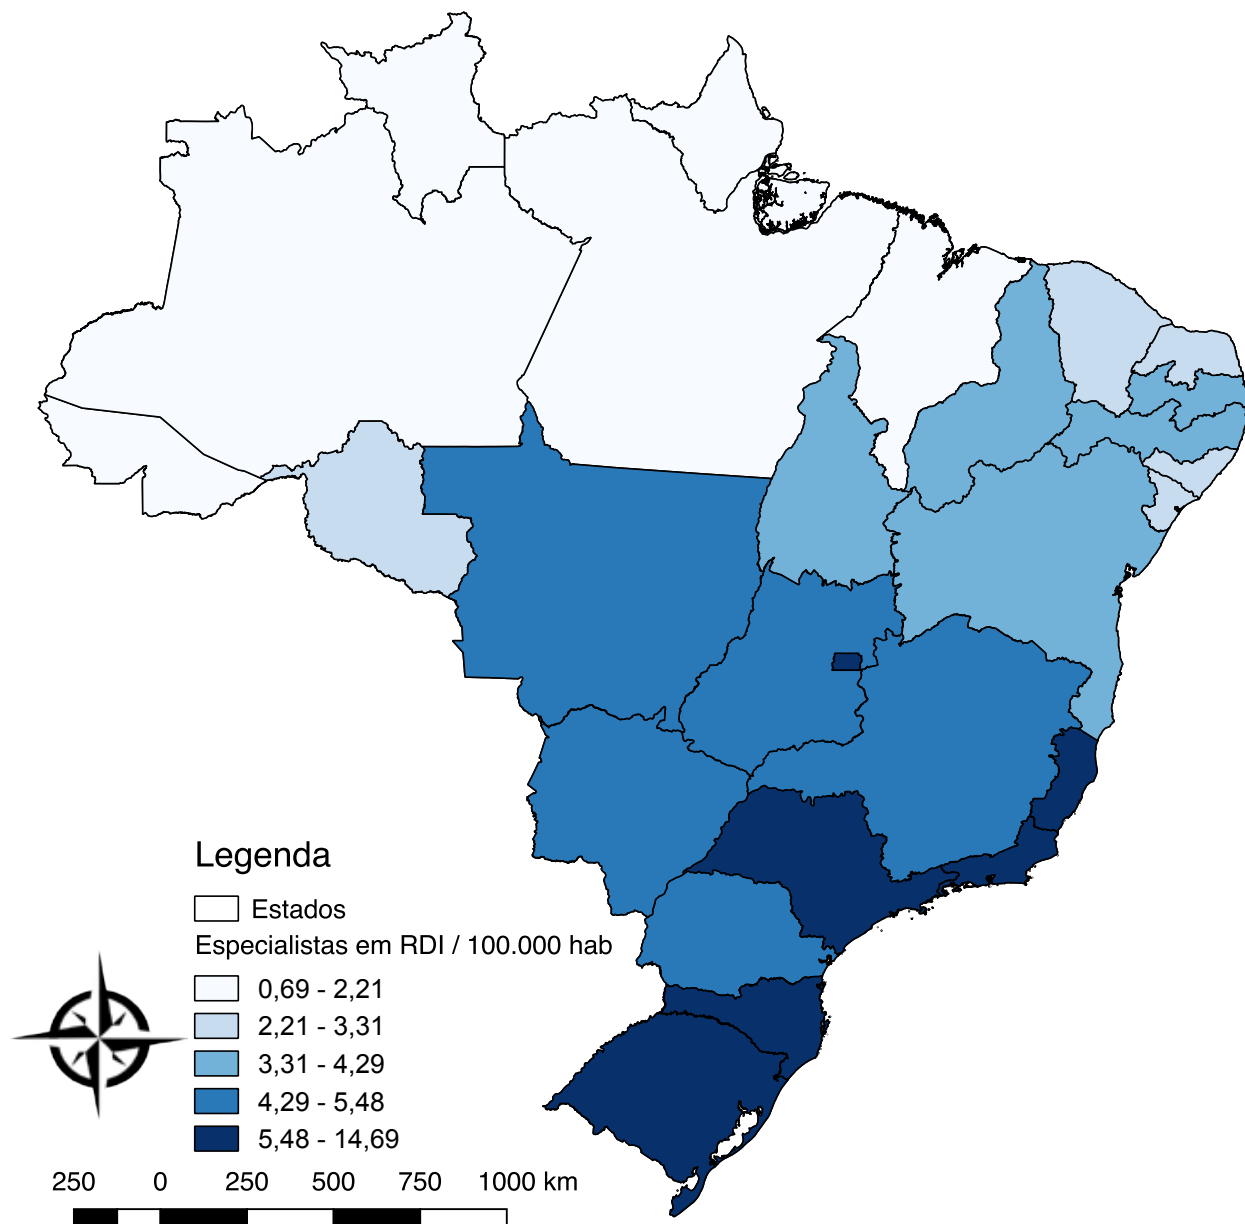 Legenda
Estados
Especialistas em RDI / 100.000 hab
0,69 - 2,21
2,21 - 3,31
3,31 - 4,29
4,29 - 5,48
5,48 - 14,69
250 0 250 500 750 1000 km